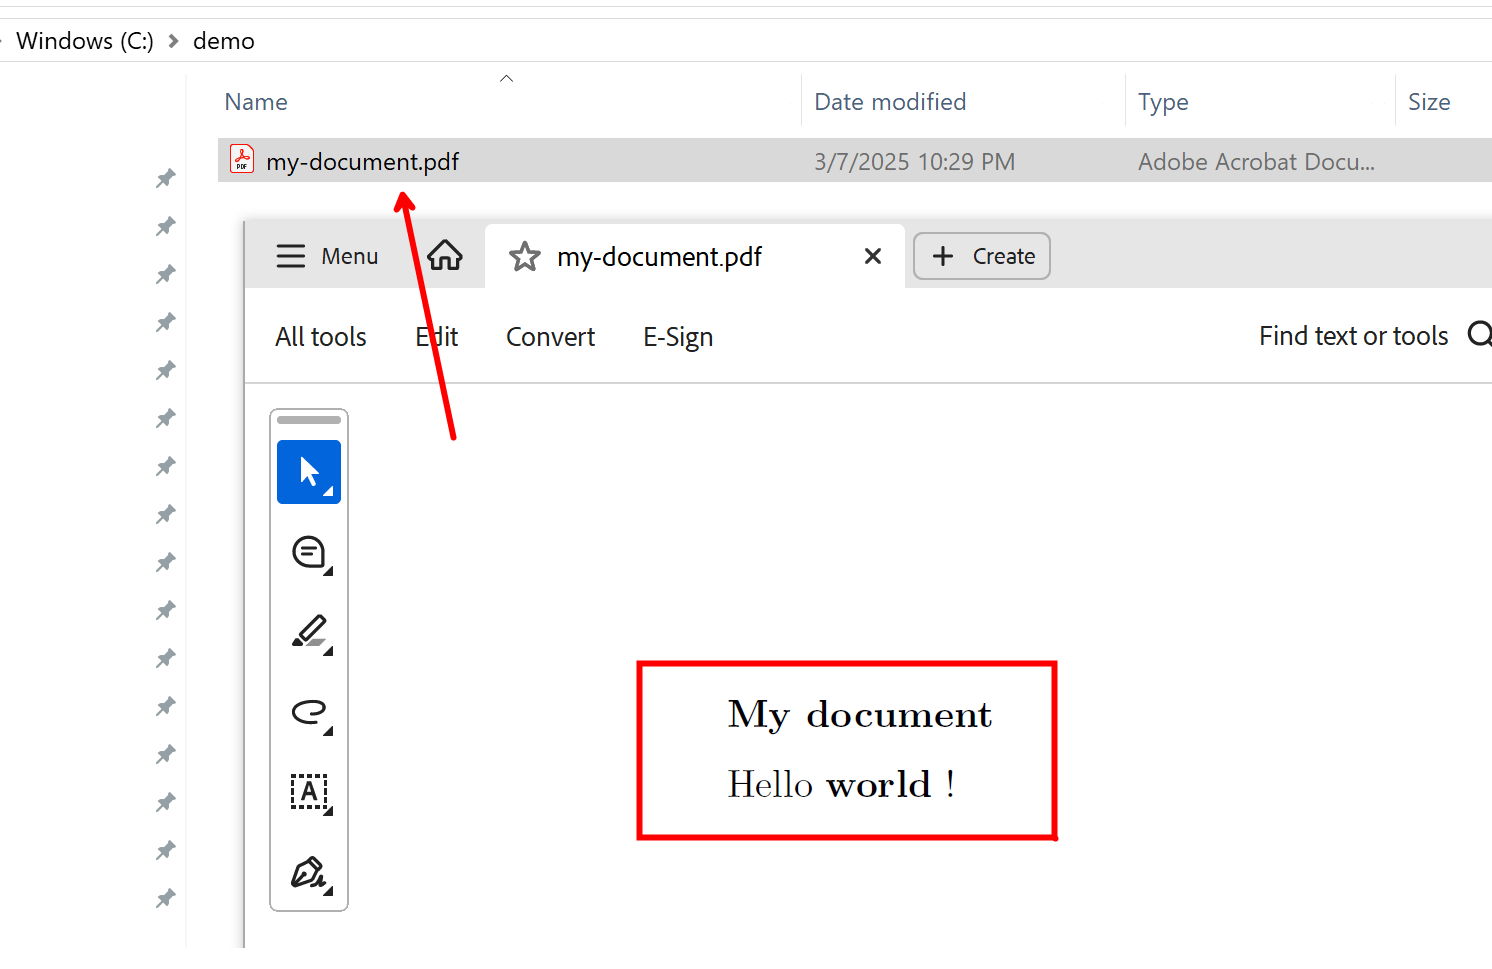 Windows (C:) > demo
Name Date modified Type Size
PDF my-document.pdf 3/7/2025 10:29 PM Adobe Acrobat Docu...
Menu my-document.pdf Create
All tools Edit Convert E-Sign Find text or tools
A
My document
Hello world !